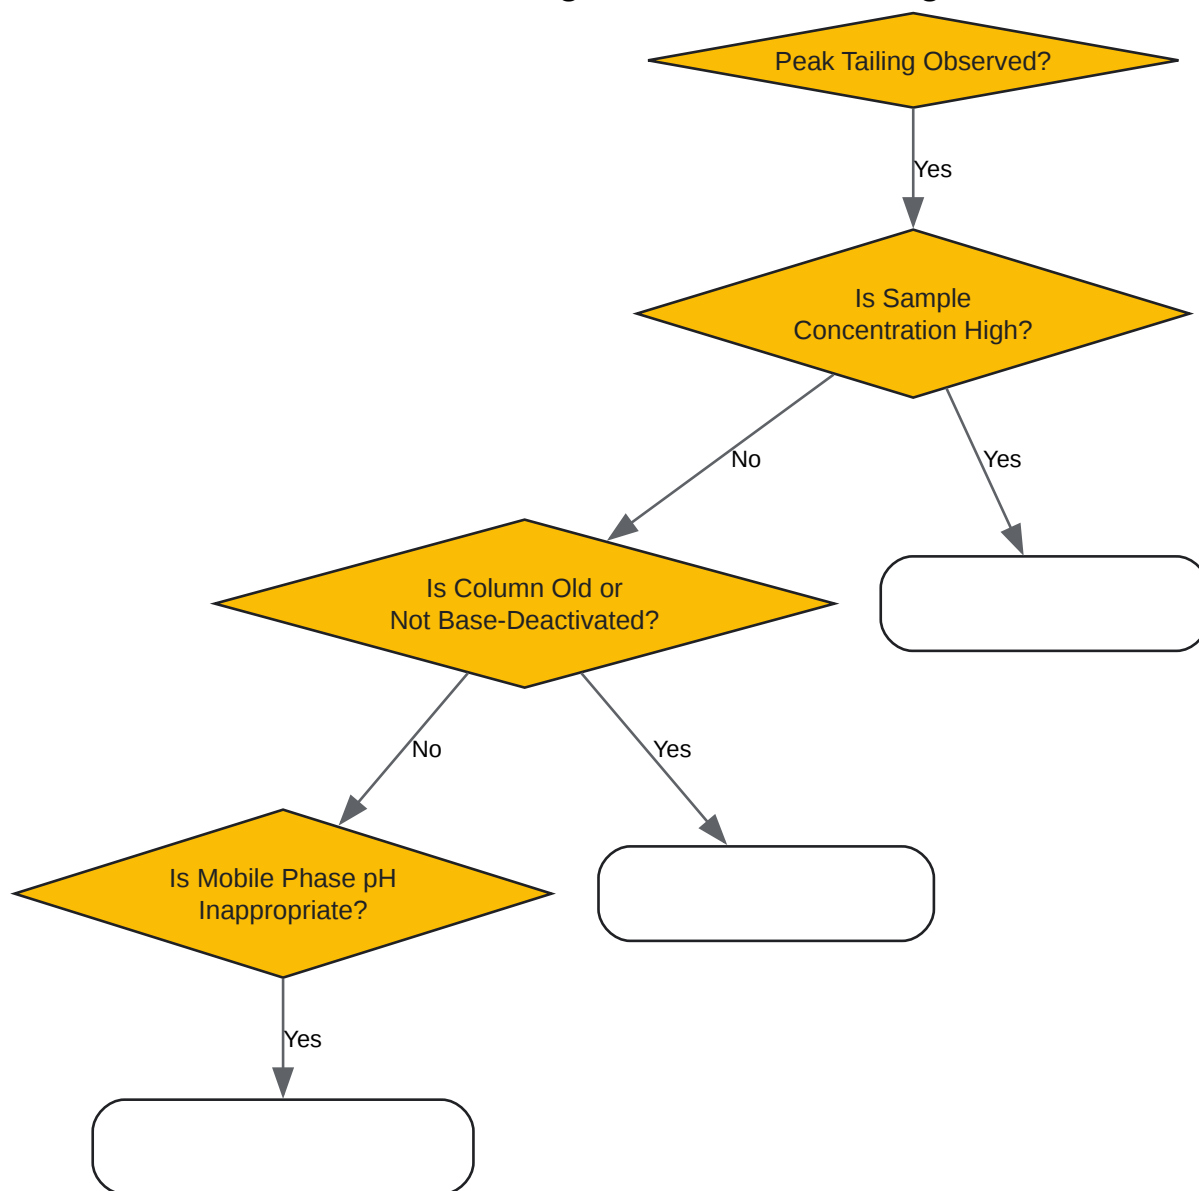 Peak Tailing Observed?
Yes
Is Sample
Concentration High?
No
Yes
Is Column Old or
Not Base-Deactivated?
No
Yes
Is Mobile Phase pH
Inappropriate?
Yes